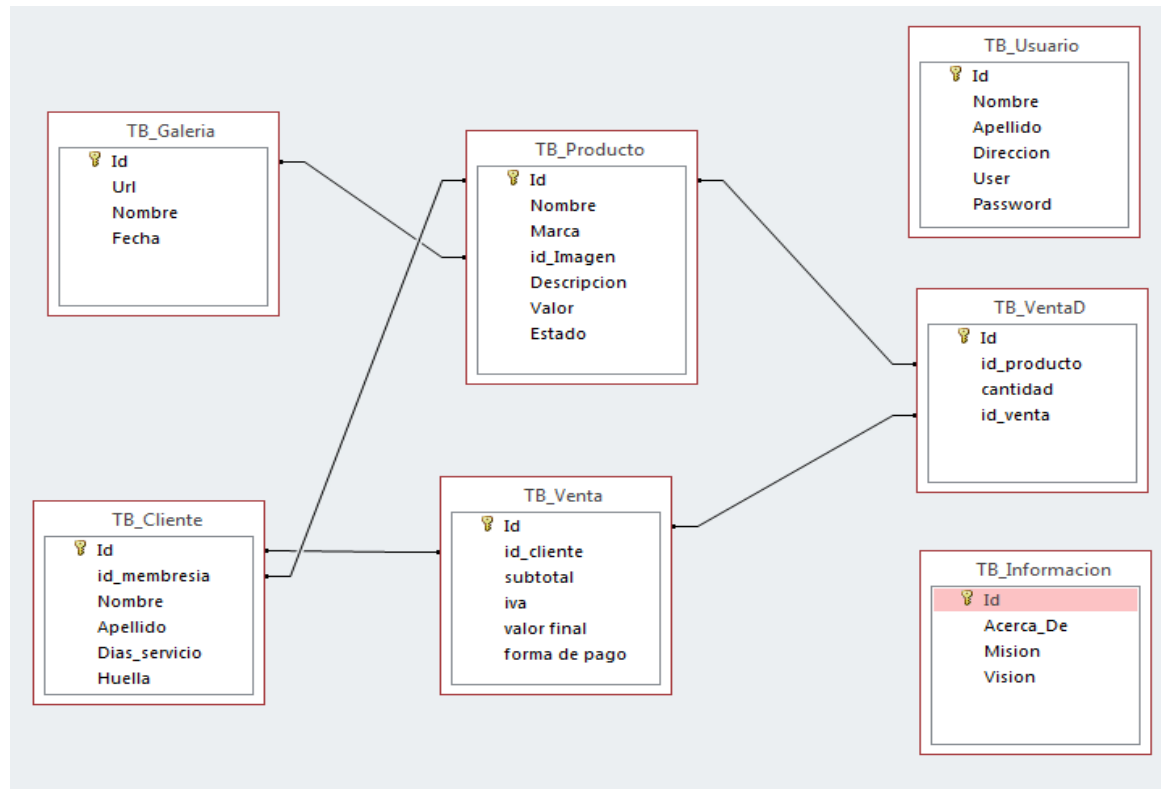 TB_Galeria
Id
Url
Nombre
Fecha
TB_Producto
Id
Nombre
Marca
id_Imagen
Descripcion
Valor
Estado
TB_Usuario
Id
Nombre
Apellido
Direccion
User
Password
TB_VentaD
Id
id_producto
cantidad
id_venta
TB_Cliente
Id
id_membresia
Nombre
Apellido
Dias_servicio
Huella
TB_Venta
Id
id_cliente
subtotal
iva
valor final
forma de pago
TB_Informacion
Id
Acerca_De
Mision
Vision